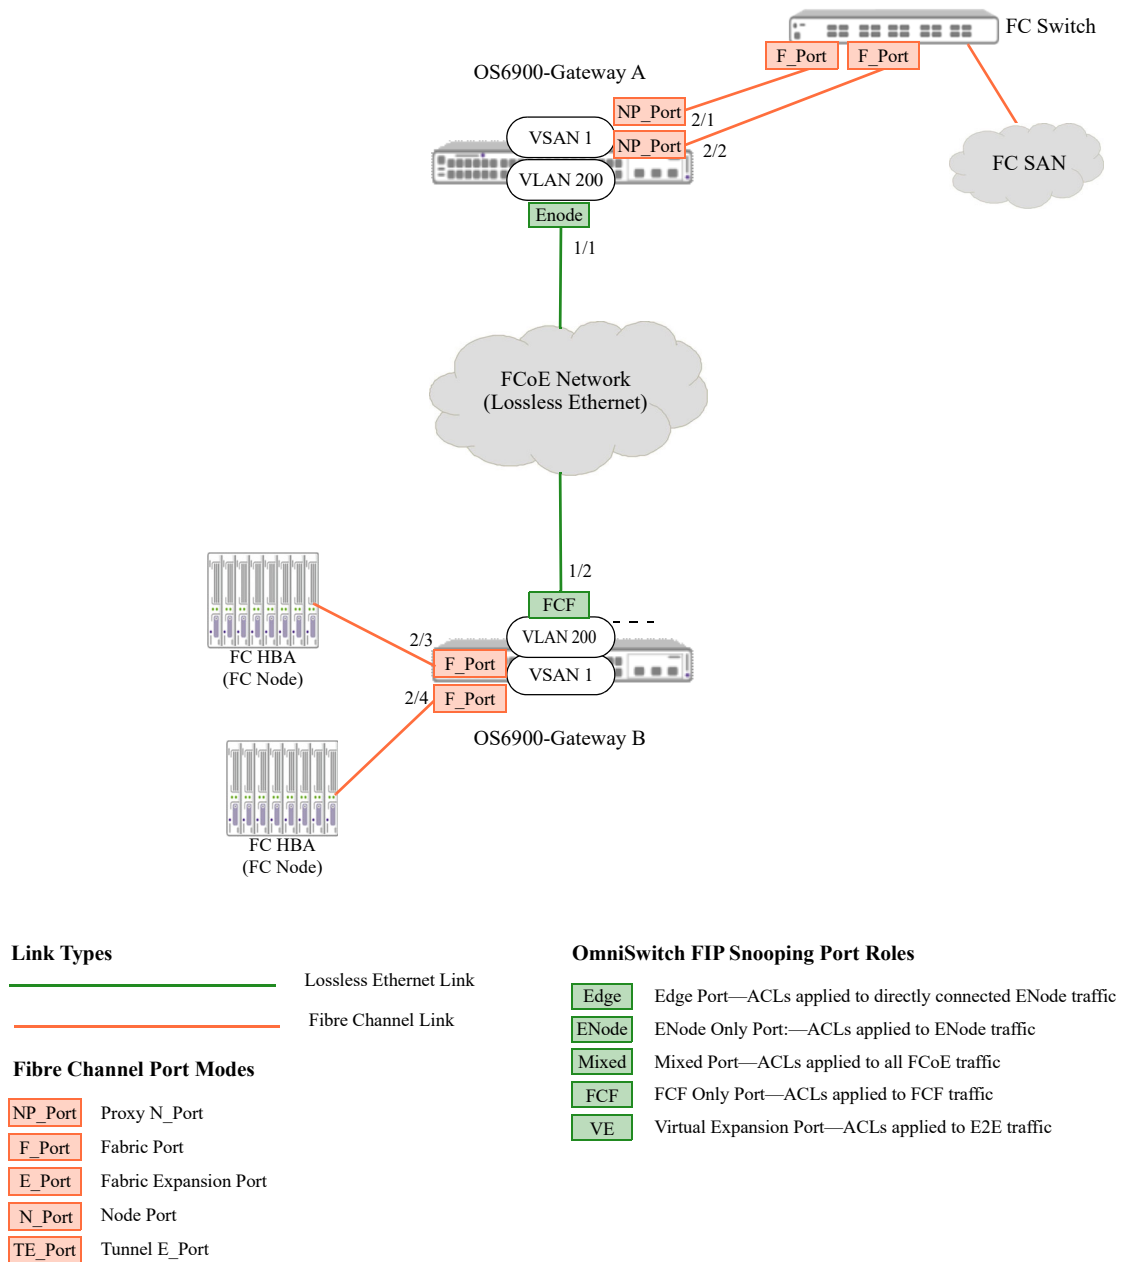 FC Switch
F_Port
F_Port
OS6900-Gateway A
NP_Port
2/1
VSAN 1
NP_Port
2/2
FC SAN
VLAN 200
Enode
1/1
FCoE Network
(Lossless Ethernet)
1/2
FCF
VLAN 200
2/3
F_Port
FC HBA
(FC Node)
VSAN 1
2/4
F_Port
OS6900-Gateway B
FC HBA
(FC Node)
Link Types
Lossless Ethernet Link
Fibre Channel Link
Fibre Channel Port Modes
NP_Port Proxy N_Port
F_Port Fabric Port
E_Port Fabric Expansion Port
N_Port Node Port
TE_Port Tunnel E_Port
OmniSwitch FIP Snooping Port Roles
Edge Edge Port—ACLs applied to directly connected ENode traffic
ENode ENode Only Port:—ACLs applied to ENode traffic
Mixed Mixed Port—ACLs applied to all FCoE traffic
FCF FCF Only Port—ACLs applied to FCF traffic
VE Virtual Expansion Port—ACLs applied to E2E traffic